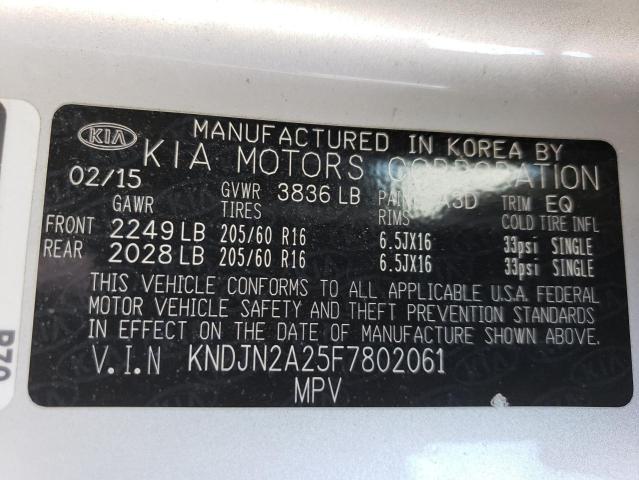 KIA MANUFACTURED IN KOREA BY
KIA MOTORS CORPORATION
02/15 GVWR 3836 LB A3D TRIM EQ
GAWR TIRES RIMS COLD TIRE INFL
FRONT 2249 LB 205/60 R16 6.5JX16 33psi SINGLE
REAR 2028 LB 205/60 R16 6.5JX16 33psi SINGLE
THIS VEHICLE CONFORMS TO ALL APPLICABLE U.S.A. FEDERAL
MOTOR VEHICLE SAFETY AND THEFT PREVENTION STANDARDS
IN EFFECT ON THE DATE OF MANUFACTURE SHOWN ABOVE.
V.I.N KNDJN2A25F7802061
MPV